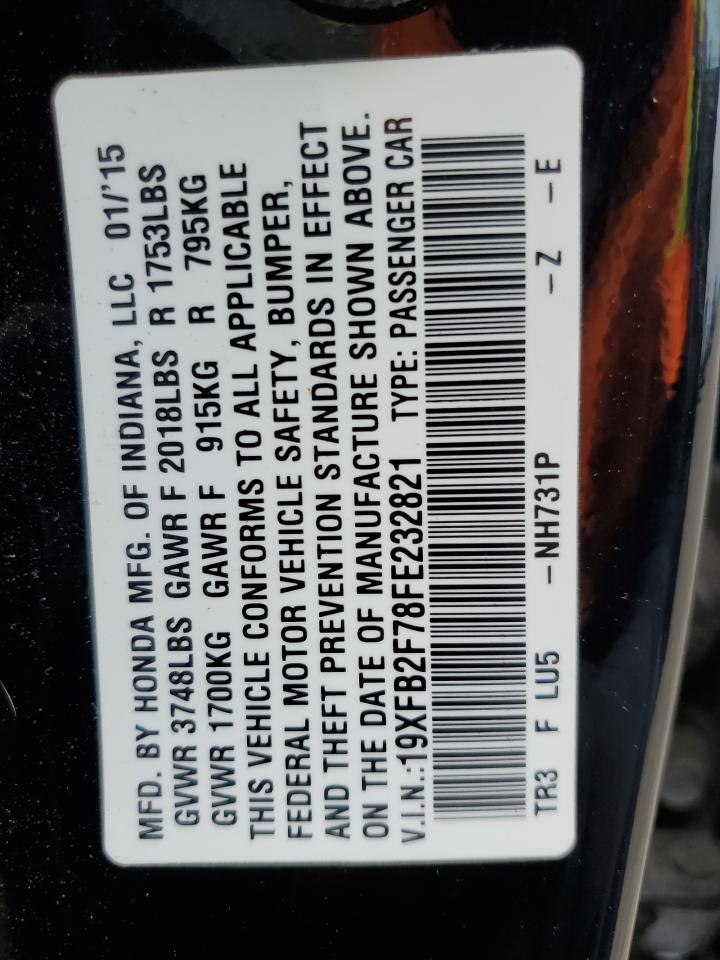 MFD. BY HONDA MFG. OF INDIANA, LLC 01/'15
GVWR 3748LBS GAWR F 2018LBS R 1753LBS
GVWR 1700KG GAWR F 915KG R 795KG
THIS VEHICLE CONFORMS TO ALL APPLICABLE
FEDERAL MOTOR VEHICLE SAFETY, BUMPER,
AND THEFT PREVENTION STANDARDS IN EFFECT
ON THE DATE OF MANUFACTURE SHOWN ABOVE.
V.I.N.:19XFB2F78FE232821 TYPE: PASSENGER CAR
TR3 F LU5 -NH731P -Z -E